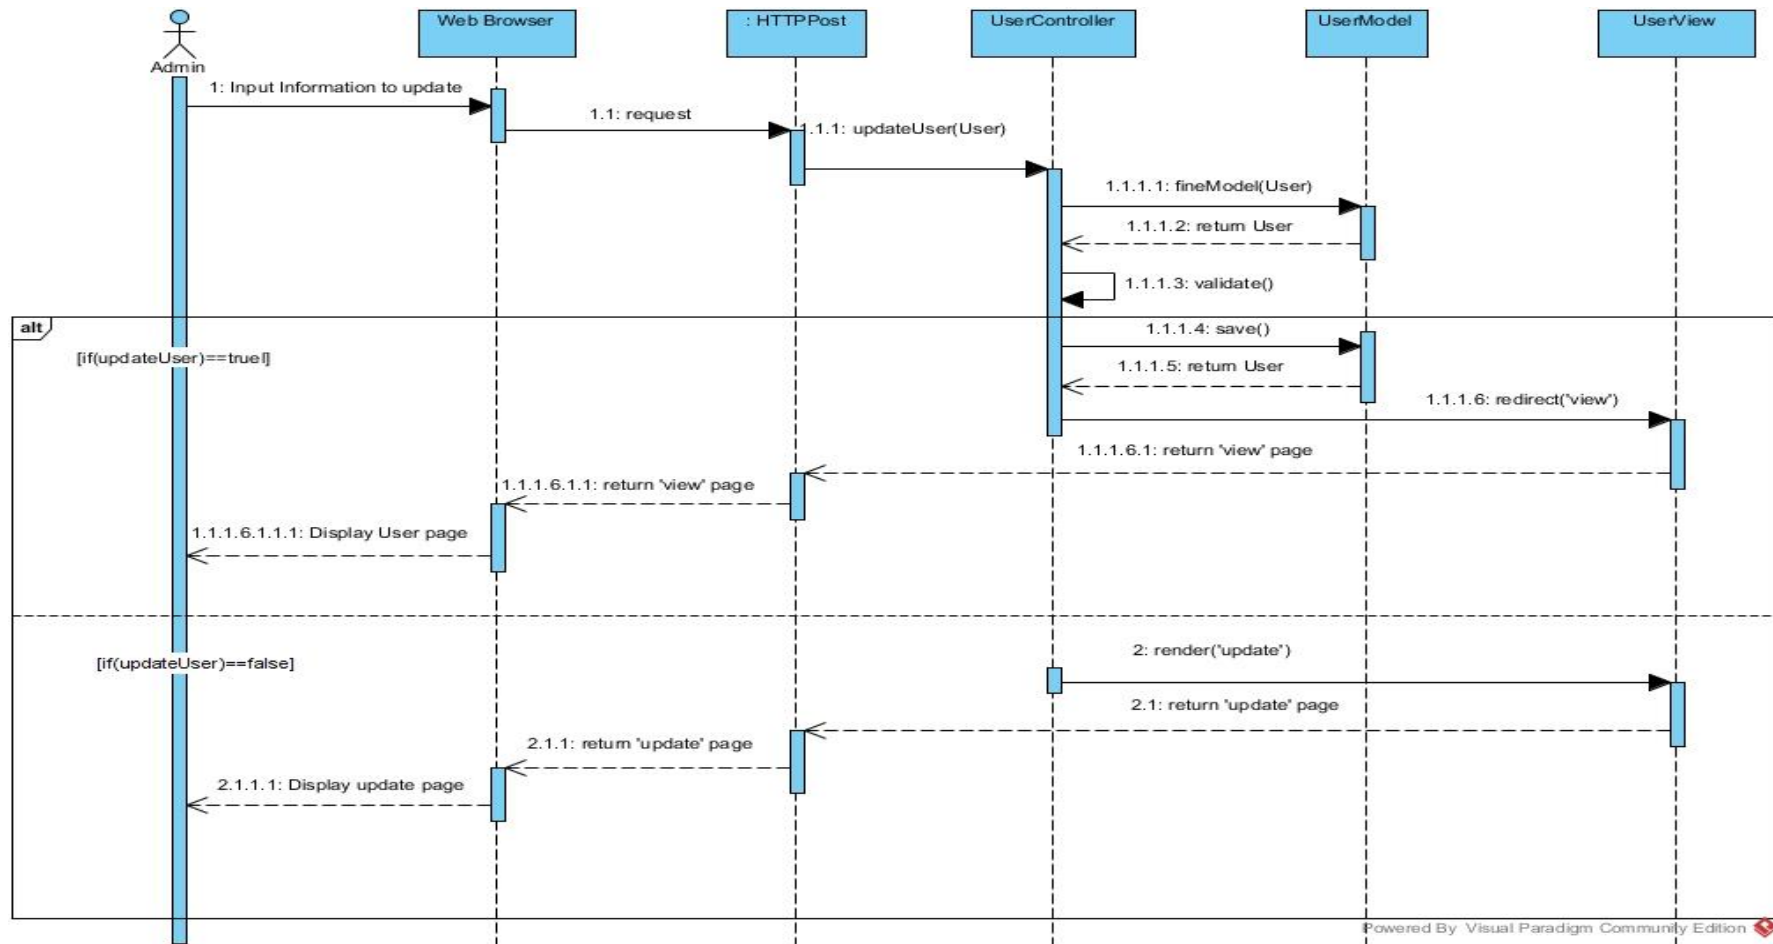 Web Browser
: HTTPPost
UserController
UserModel
UserView
Admin
1: Input Information to update
1.1: request
1.1.1: updateUser(User)
1.1.1.1: fineModel(User)
1.1.1.2: return User
1.1.1.3: validate()
alt
1.1.1.4: save()
[if(updateUser)==true|]
1.1.1.5: return User
1.1.1.6: redirect('view')
1.1.1.6.1: return 'view' page
1.1.1.6.1.1: return 'view' page
1.1.1.6.1.1.1: Display User page
2: render('update')
[if(updateUser)==false]
2.1: return 'update' page
2.1.1: return 'update' page
2.1.1.1: Display update page
Powered By Visual Paradigm Community Edition